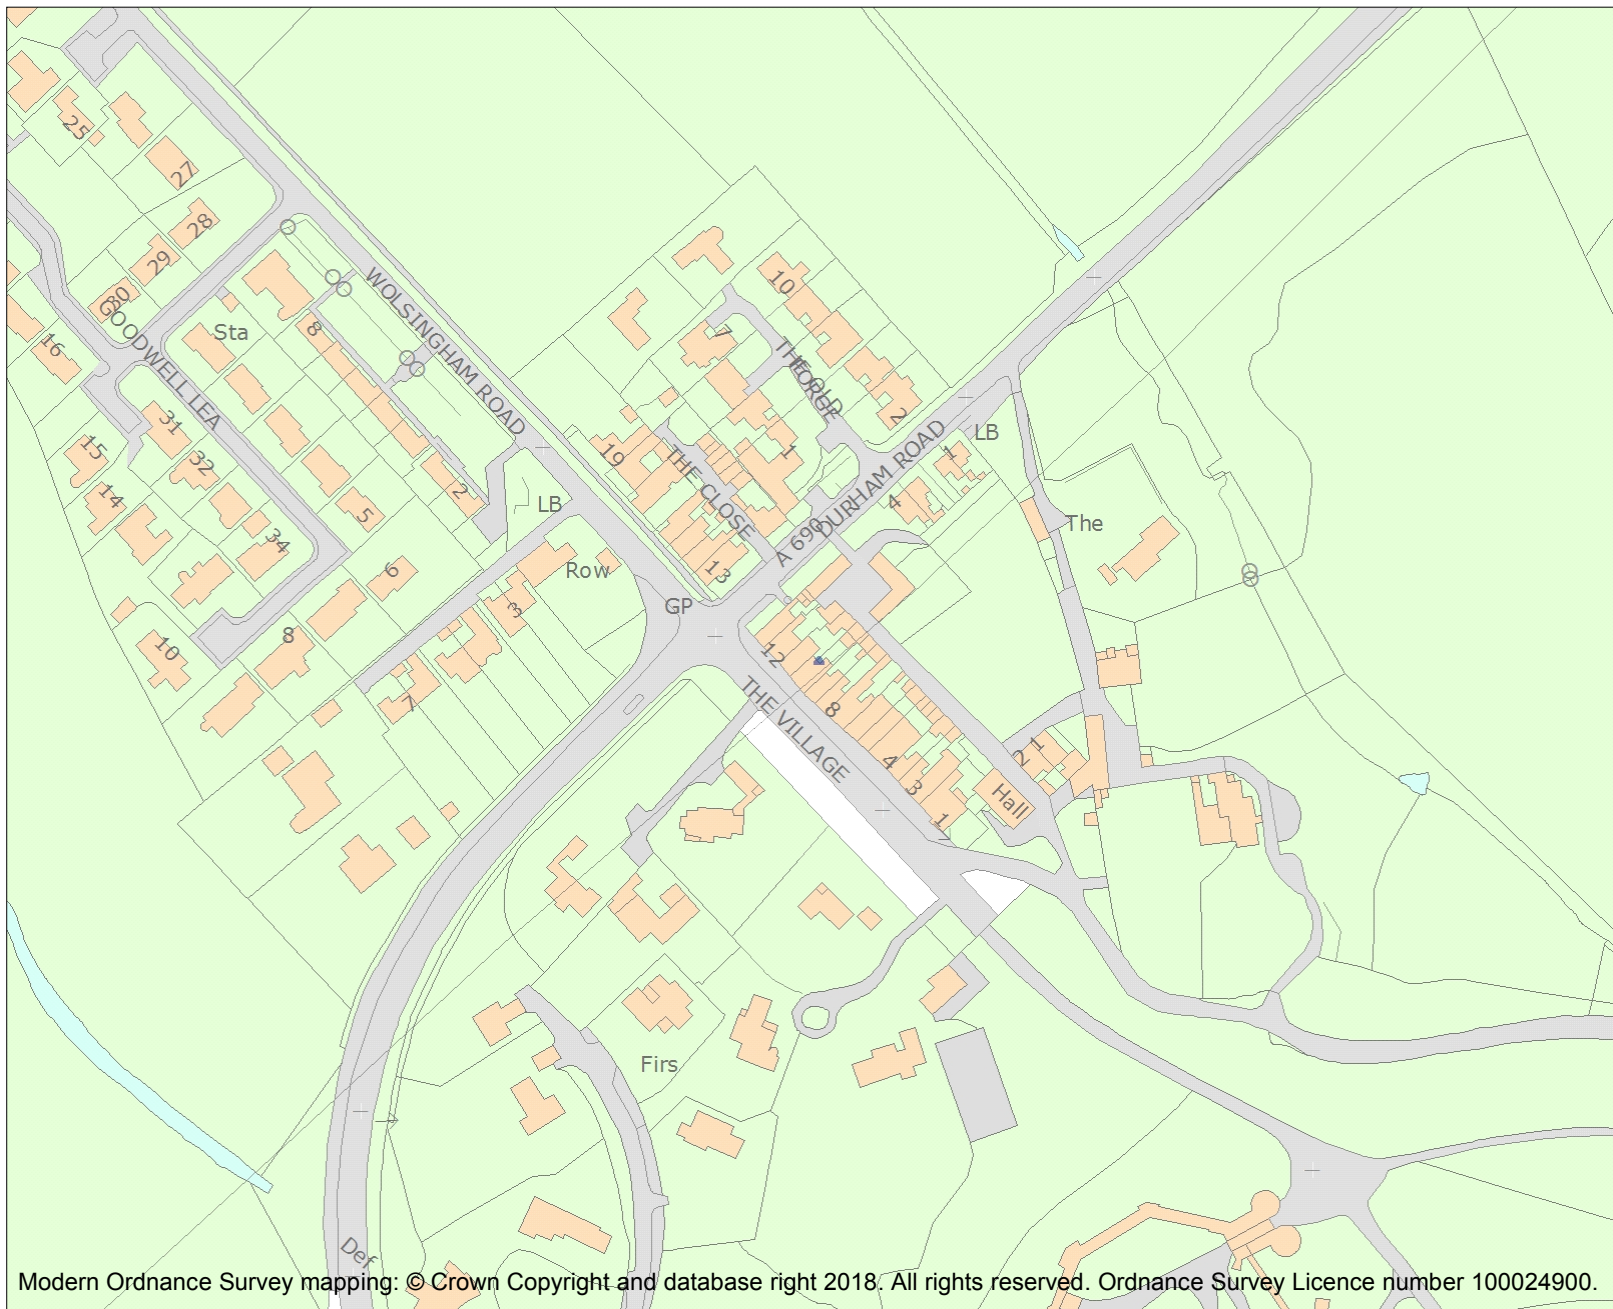 25
27
28
29
30
GOODWELL LEA
16
Sta
8
WOLSINGHAM ROAD
10
7
THE OLD
FORGE
2
LB
1
31
32
15
14
34
5
2
LB
19
THE CLOSE
1
A 690
DURHAM ROAD
4
The
13
Row
GP
6
3
8
10
7
12
THE VILLAGE
8
4
3
1
Hall
2
1
Firs
Def
Modern Ordnance Survey mapping: © Crown Copyright and database right 2018. All rights reserved. Ordnance Survey Licence number 100024900.